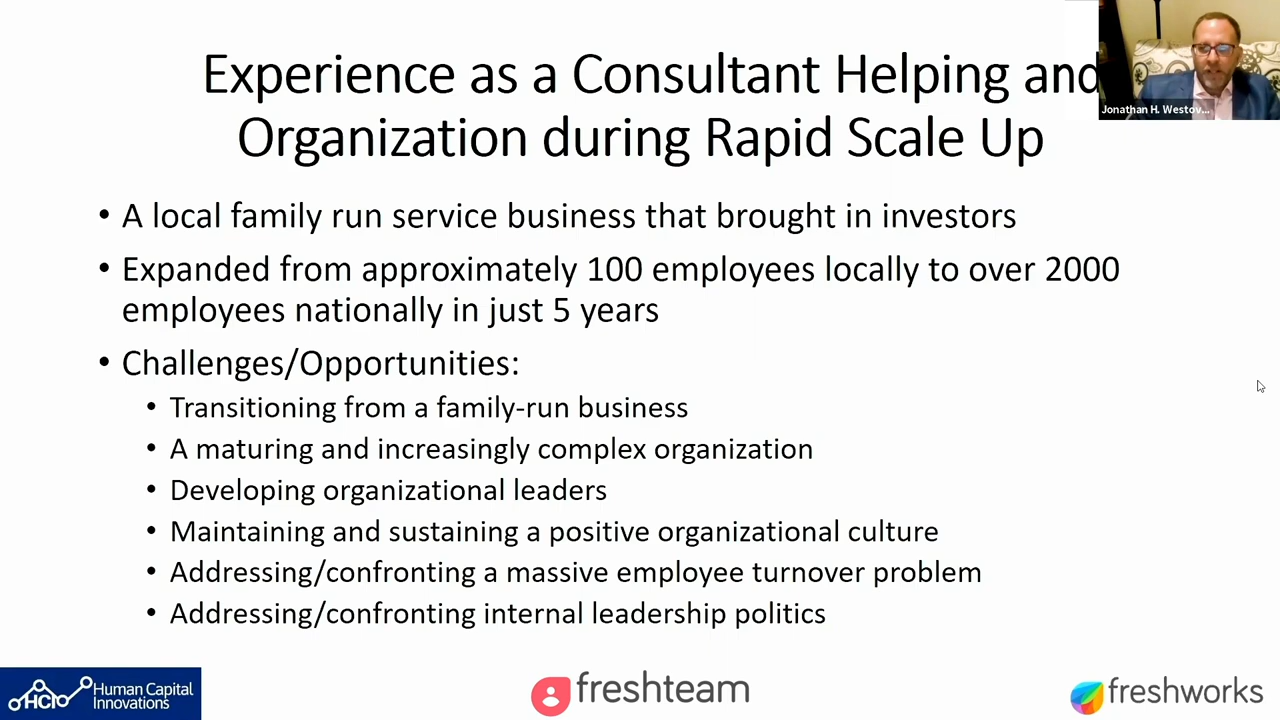 Experience as a Consultant Helping and
Organization during Rapid Scale Up
Jonathan H. Westov...
• A local family run service business that brought in investors
• Expanded from approximately 100 employees locally to over 2000
employees nationally in just 5 years
• Challenges/Opportunities:
• Transitioning from a family-run business
• A maturing and increasingly complex organization
• Developing organizational leaders
• Maintaining and sustaining a positive organizational culture
• Addressing/confronting a massive employee turnover problem
• Addressing/confronting internal leadership politics
HCI
Human Capital
Innovations
freshteam
freshworks